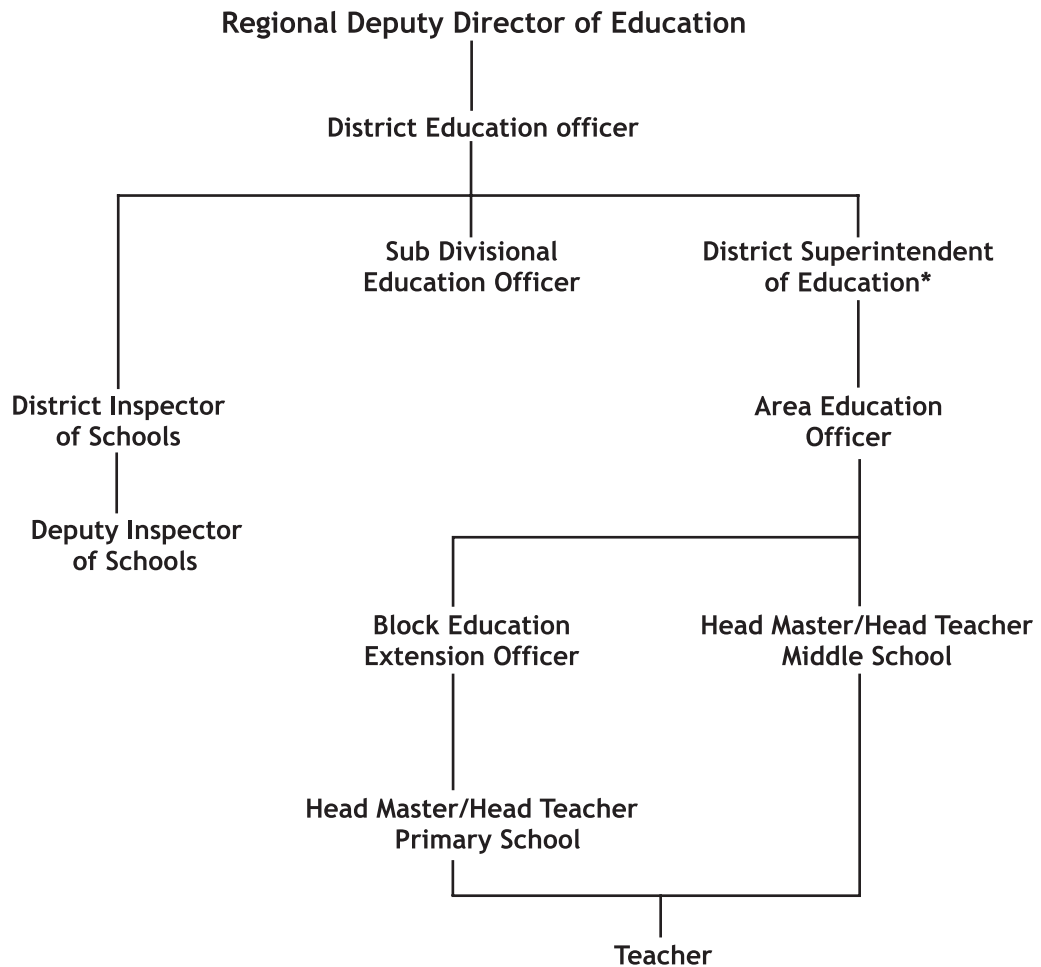 Regional Deputy Director of Education
District Education officer
Sub Divisional
Education Officer
District Superintendent
of Education*
District Inspector
of Schools
Area Education
Officer
Deputy Inspector
of Schools
Block Education
Extension Officer
Head Master/Head Teacher
Middle School
Head Master/Head Teacher
Primary School
Teacher